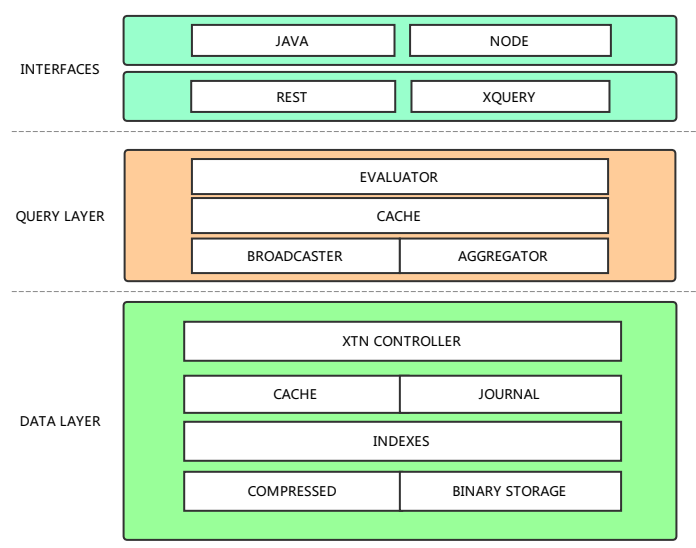 INTERFACES
JAVA NODE
REST XQUERY
QUERY LAYER
EVALUATOR
CACHE
BROADCASTER AGGREGATOR
DATA LAYER
XTN CONTROLLER
CACHE JOURNAL
INDEXES
COMPRESSED BINARY STORAGE